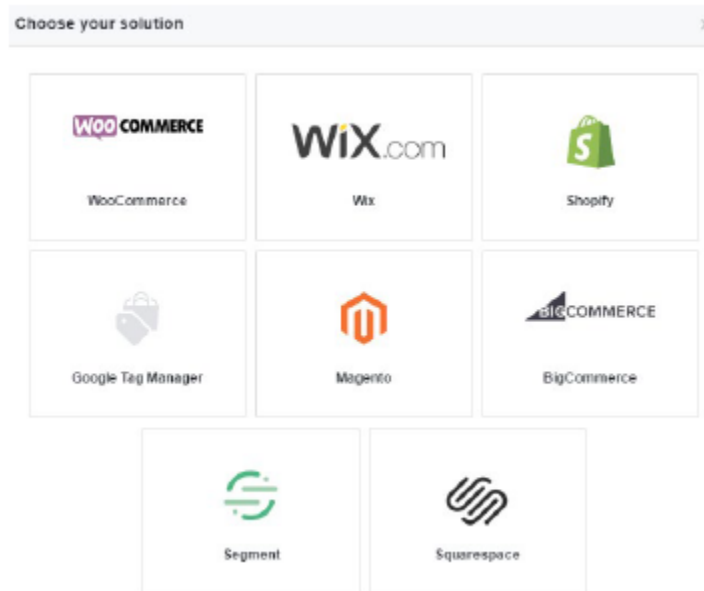 Choose your solution
WOO COMMERCE
WiX.com
S
WooCommerce
Wix
Shopify
BIGCOMMERCE
Google Tag Manager
Magento
BigCommerce
Segment
Squarespace